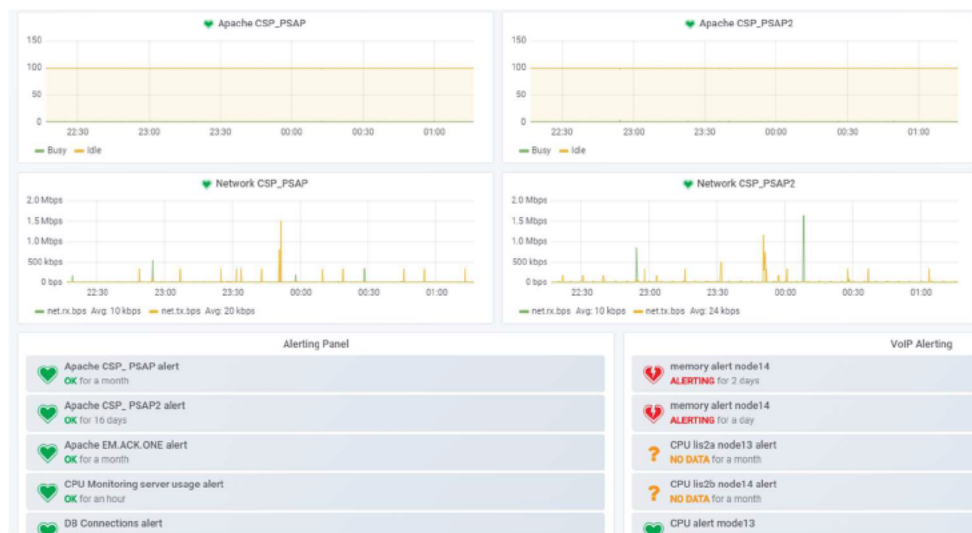 Apache CSP_PSAP
150
100
50
0
22:30 23:00 23:30 00:00 00:30 01:00
Busy Idle
Apache CSP_PSAP2
150
100
50
0
22:30 23:00 23:30 00:00 00:30 01:00
Busy Idle
Network CSP_PSAP
2.0 Mbps
1.5 Mbps
1.0 Mbps
500 kbps
0 bps
22:30 23:00 23:30 00:00 00:30 01:00
net.rx.bps Avg: 10 kbps net.tx.bps Avg: 20 kbps
Network CSP_PSAP2
2.0 Mbps
1.5 Mbps
1.0 Mbps
500 kbps
0 bps
22:30 23:00 23:30 00:00 00:30 01:00
net.rx.bps Avg: 10 kbps net.tx.bps Avg: 24 kbps
Alerting Panel
Apache CSP_ PSAP alert
OK for a month
Apache CSP_ PSAP2 alert
OK for 16 days
Apache EM.ACK.ONE alert
OK for a month
CPU Monitoring server usage alert
OK for an hour
DB Connections alert
VoIP Alerting
memory alert node14
ALERTING for 2 days
memory alert node14
ALERTING for a day
CPU lis2a node13 alert
NO DATA for a month
CPU lis2b node14 alert
NO DATA for a month
CPU alert mode13